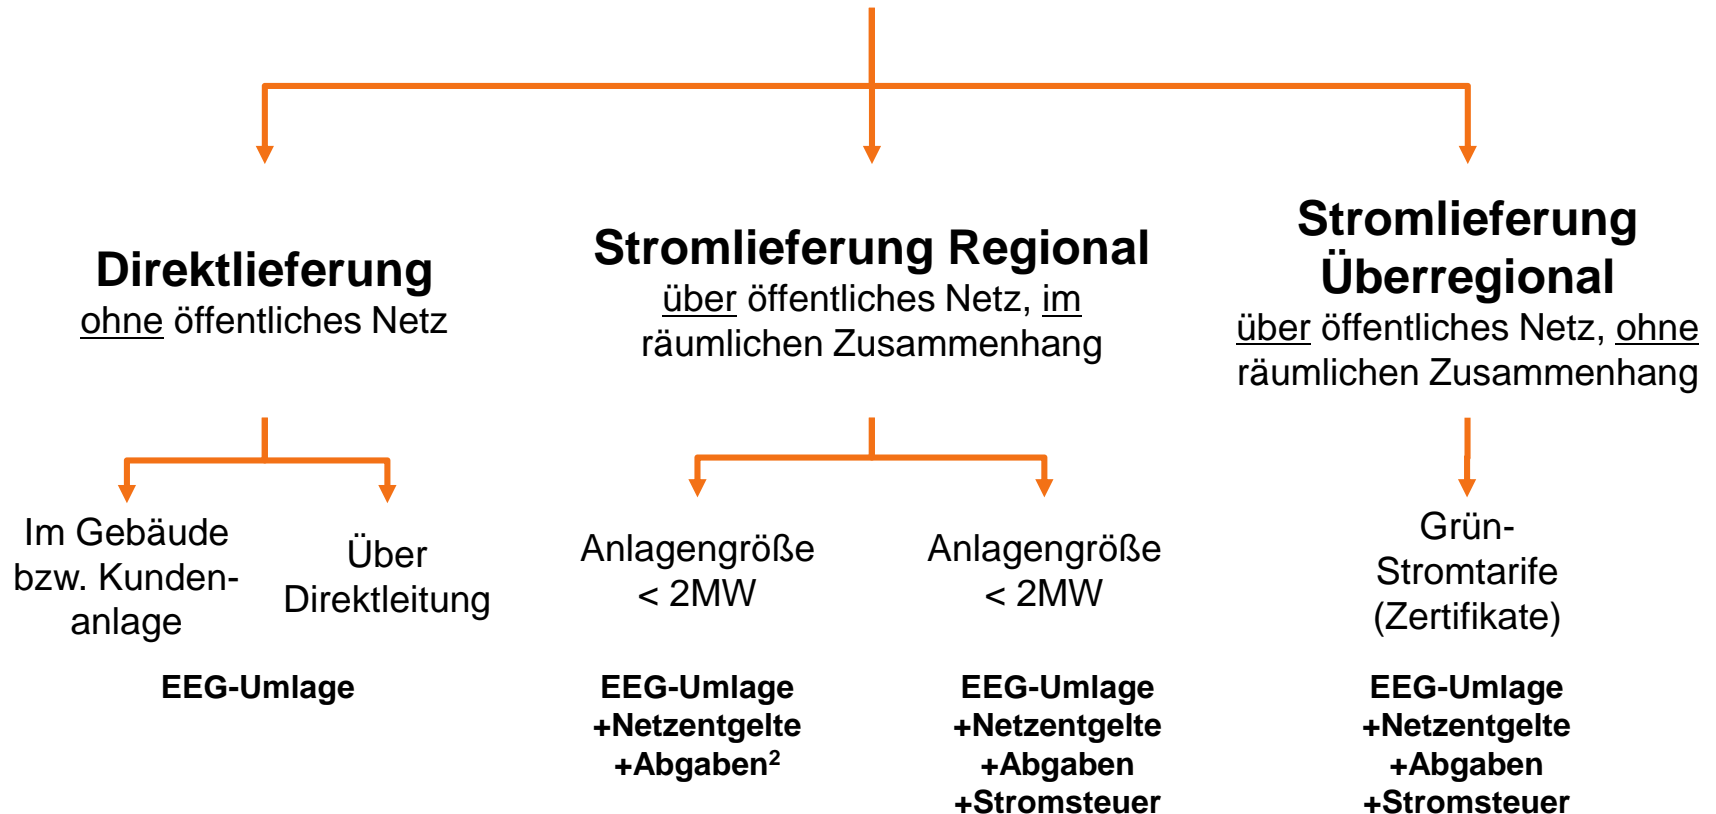 Direktlieferung
ohne öffentliches Netz
Stromlieferung Regional
über öffentliches Netz, im
räumlichen Zusammenhang
Stromlieferung
Überregional
über öffentliches Netz, ohne
räumlichen Zusammenhang
Im Gebäude
bzw. Kunden-
anlage
Über
Direktleitung
EEG-Umlage
Anlagengröße
< 2MW
EEG-Umlage
+Netzentgelte
+Abgaben²
Anlagengröße
< 2MW
EEG-Umlage
+Netzentgelte
+Abgaben
+Stromsteuer
Grün-
Stromtarife
(Zertifikate)
EEG-Umlage
+Netzentgelte
+Abgaben
+Stromsteuer